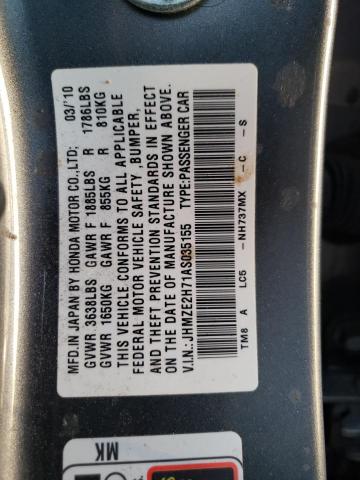 MFD. IN JAPAN BY HONDA MOTOR CO.,LTD; 03/'10
GVWR 3638LBS GAWR F 1885LBS R 1786LBS
GVWR 1650KG GAWR F 855KG R 810KG
THIS VEHICLE CONFORMS TO ALL APPLICABLE
FEDERAL MOTOR VEHICLE SAFETY ,BUMPER,
AND THEFT PREVENTION STANDARDS IN EFFECT
ON THE DATE OF MANUFACTURE SHOWN ABOVE.
V.I.N.: JHMZE2H71AS035155 TYPE:PASSENGER CAR
TM8 A LC5 -NH737MX -C -S
MK